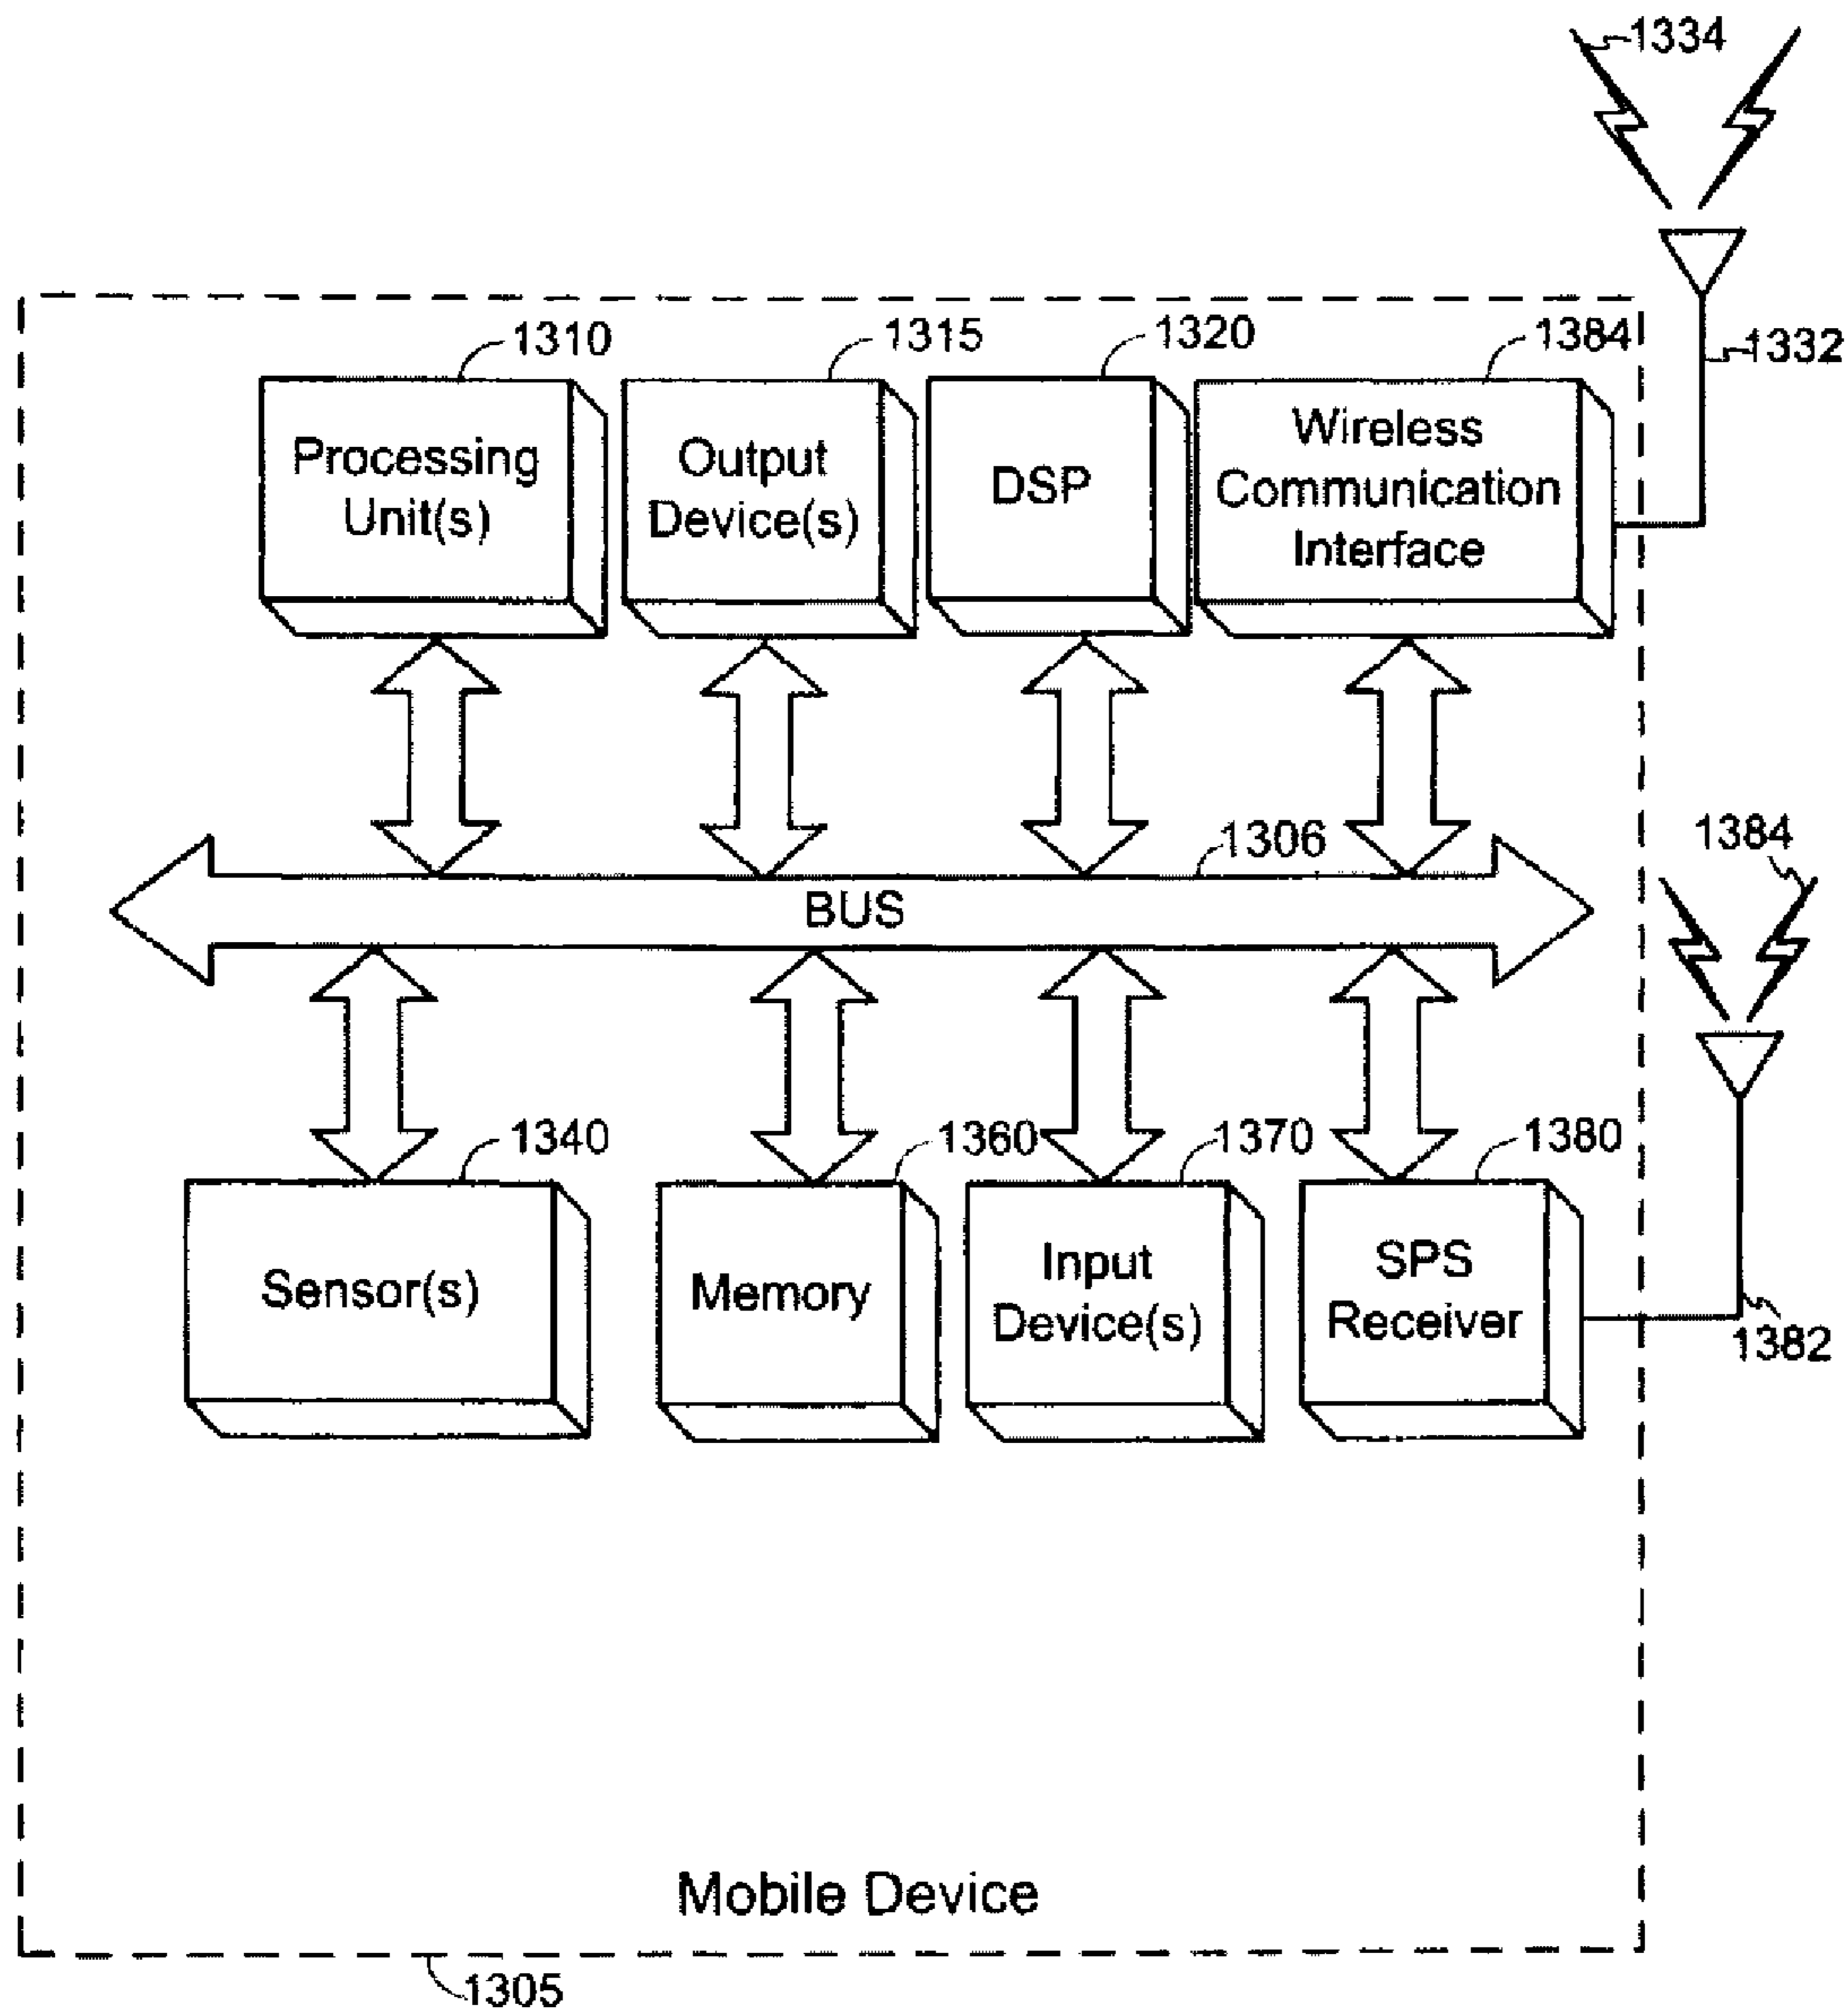 1334
1310
1315
1320
1384
1332
Processing
Unit(s)
Output
Device(s)
DSP
Wireless
Communication
Interface
1306
BUS
1384
1340
1360
1370
1380
Sensor(s)
Memory
Input
Device(s)
SPS
Receiver
1382
Mobile Device
1305